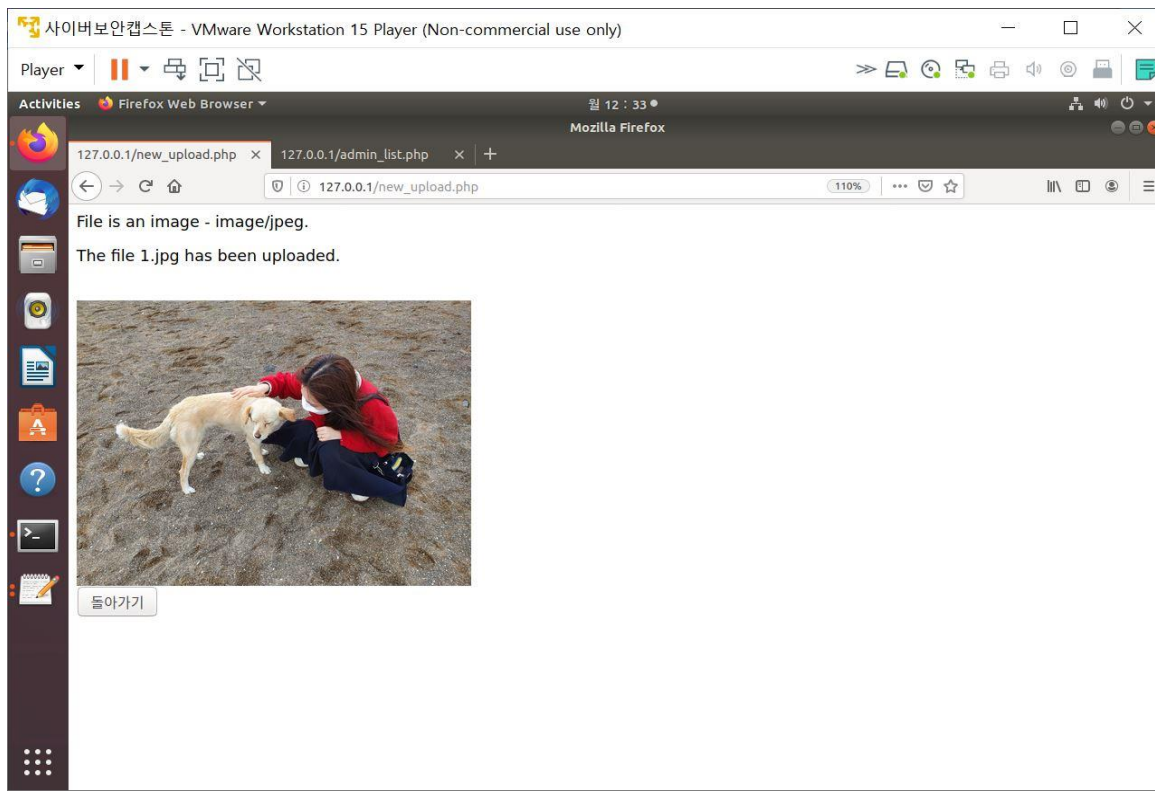 사이버보안캡스톤 - VMware Workstation 15 Player (Non-commercial use only)
Player
Activities Firefox Web Browser 월 12 : 33
Mozilla Firefox
127.0.0.1/new_upload.php 127.0.0.1/admin_list.php
127.0.0.1/new_upload.php 110%
File is an image - image/jpeg.
The file 1.jpg has been uploaded.
돌아가기